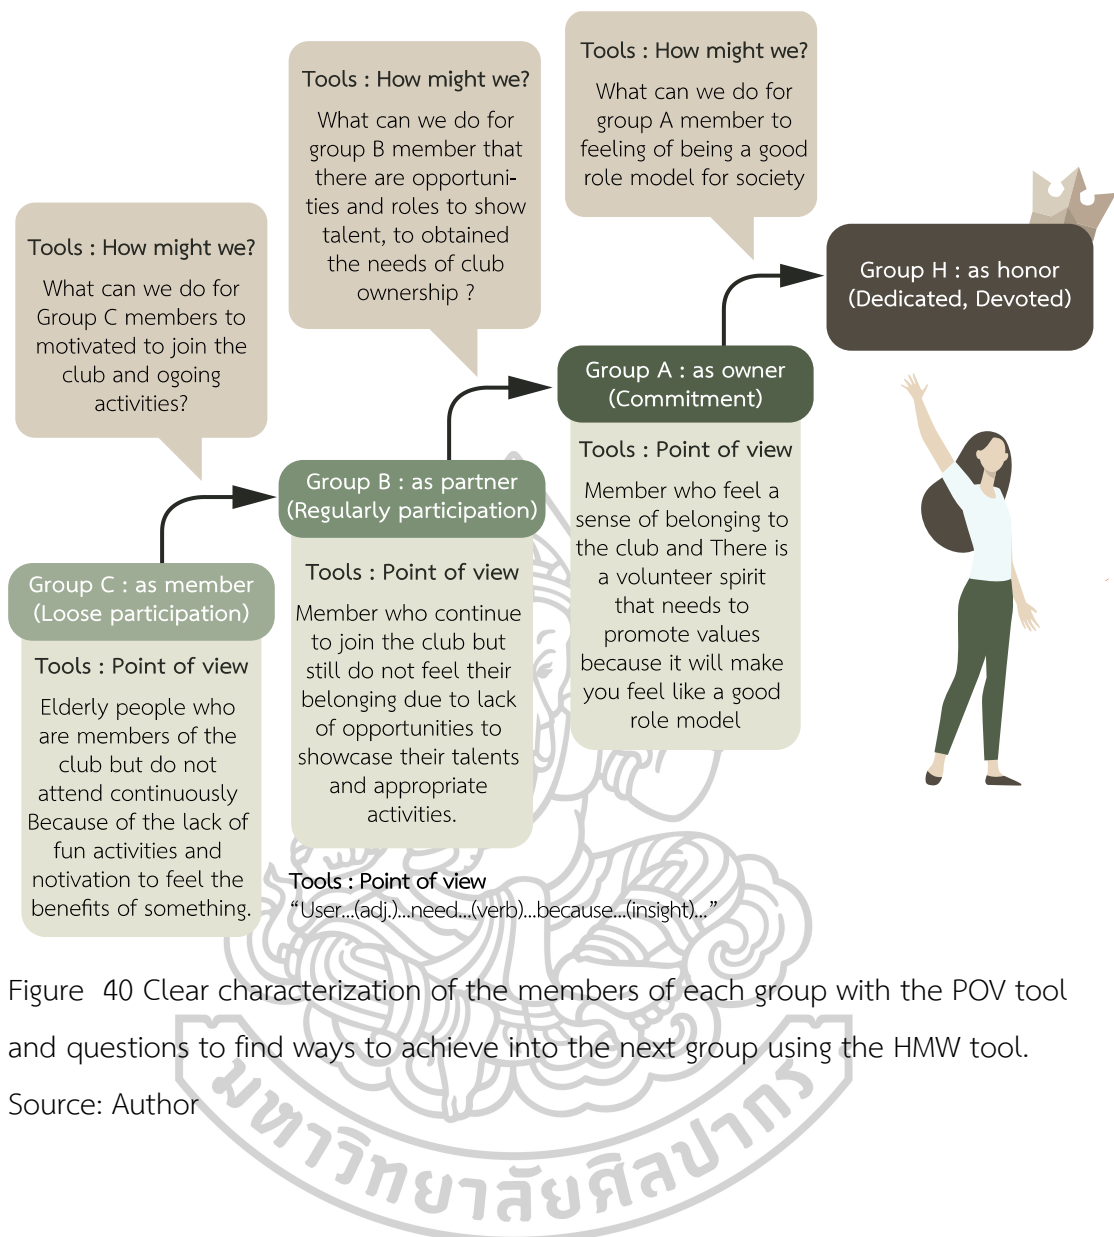 Tools : How might we?
What can we do for
Group C members to
motivated to join the
club and ogoing
activities?
Tools : How might we?
What can we do for
group B member that
there are opportuni-
ties and roles to show
talent, to obtained
the needs of club
ownership ?
Tools : How might we?
What can we do for
group A member to
feeling of being a good
role model for society
Group H : as honor
(Dedicated, Devoted)
Group A : as owner
(Commitment)
Tools : Point of view
Member who feel a
sense of belonging to
the club and There is
a volunteer spirit
that needs to
promote values
because it will make
you feel like a good
role model
Group B : as partner
(Regularly participation)
Tools : Point of view
Member who continue
to join the club but
still do not feel their
belonging due to lack
of opportunities to
showcase their talents
and appropriate
activities.
Group C : as member
(Loose participation)
Tools : Point of view
Elderly people who
are members of the
club but do not
attend continuously
Because of the lack of
fun activities and
notivation to feel the
benefits of something.
Tools : Point of view
“User...(adj.)...need...(verb)...because...(insight)...”
Figure 40 Clear characterization of the members of each group with the POV tool
and questions to find ways to achieve into the next group using the HMW tool.
Source: Author
มหาวิทยาลัยศิลปากร